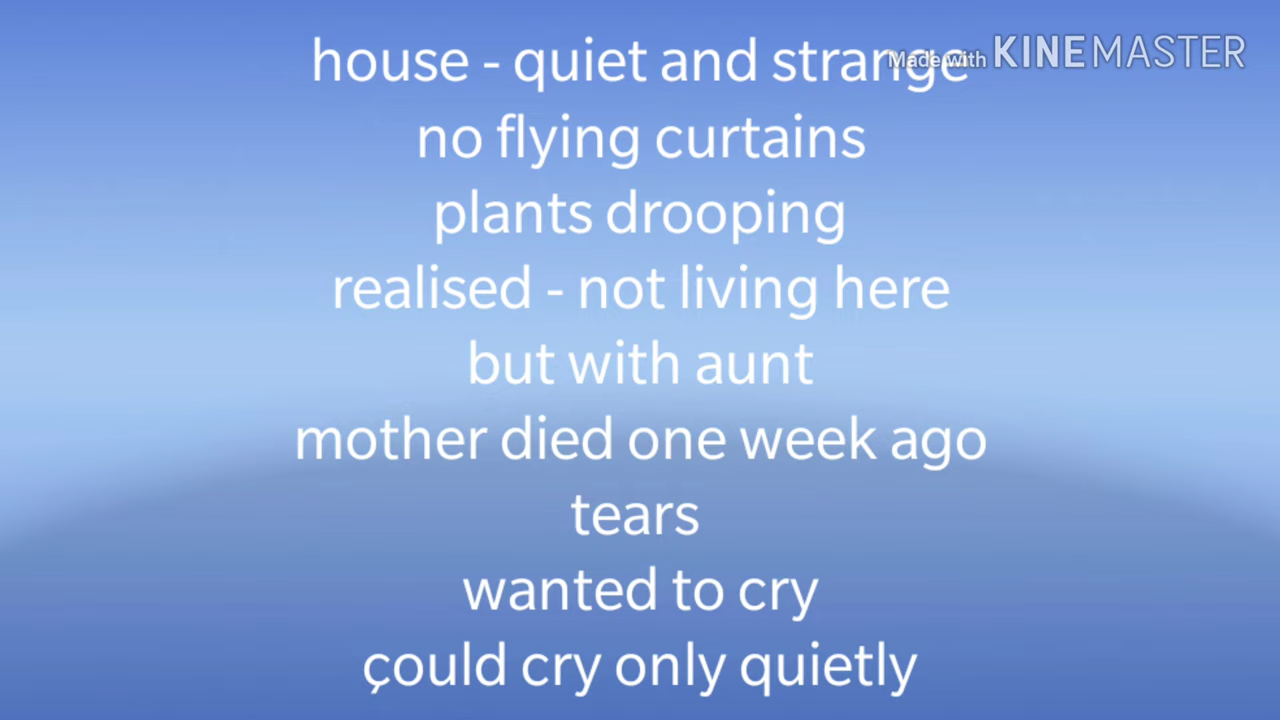 house - quiet and strange
Made with KINEMASTER
no flying curtains
plants drooping
realised - not living here
but with aunt
mother died one week ago
tears
wanted to cry
çould cry only quietly